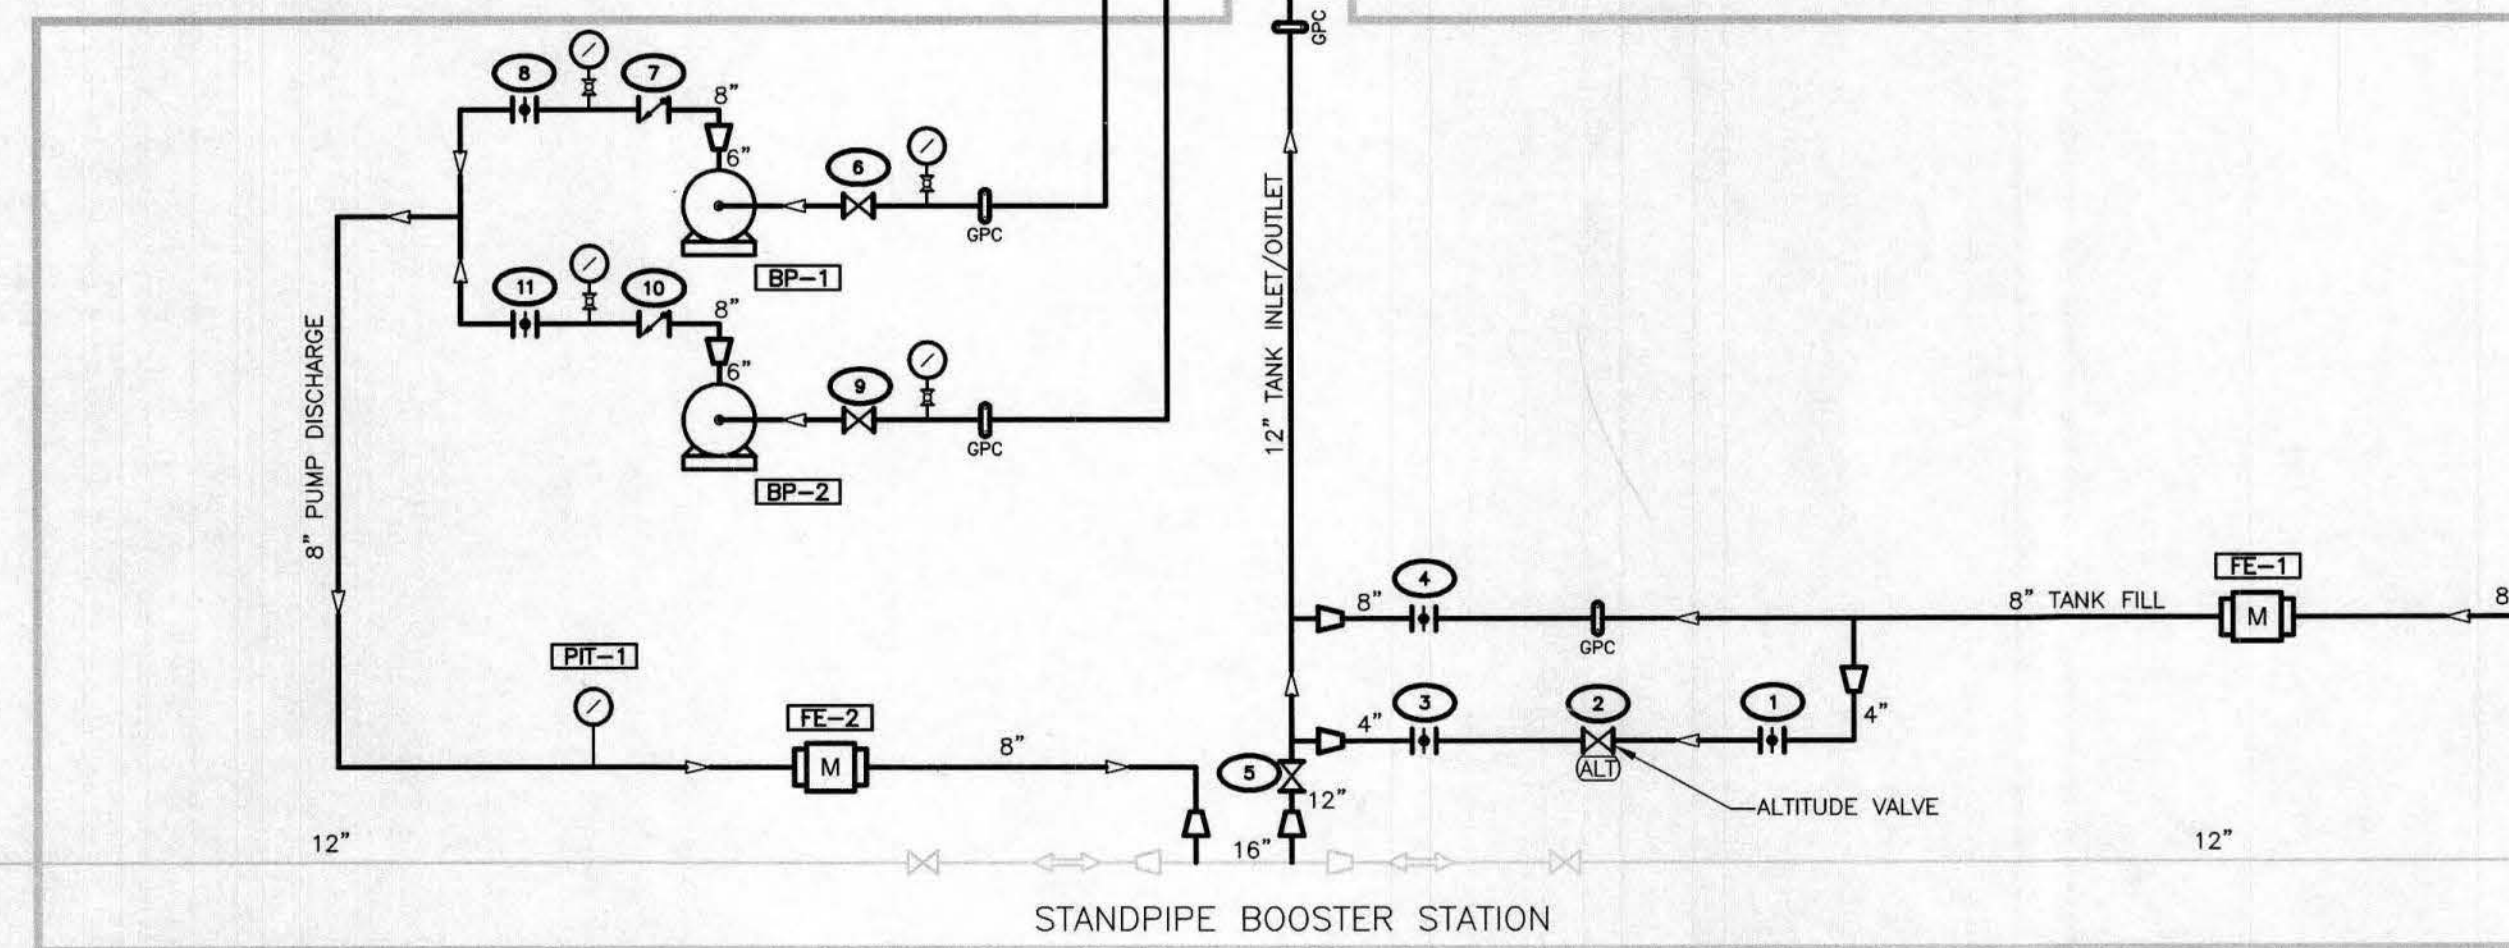 GPC
8
7
8"
6"
6
GPC
BP-1
11
10
8"
6"
9
GPC
BP-2
8" PUMP DISCHARGE
12" TANK INLET/OUTLET
4
8"
GPC
8" TANK FILL
FE-1
M
8
PIT-1
FE-2
M
8"
3
4"
2
(ALT)
1
4"
5
12"
ALTITUDE VALVE
12"
16"
12"
STANDPIPE BOOSTER STATION